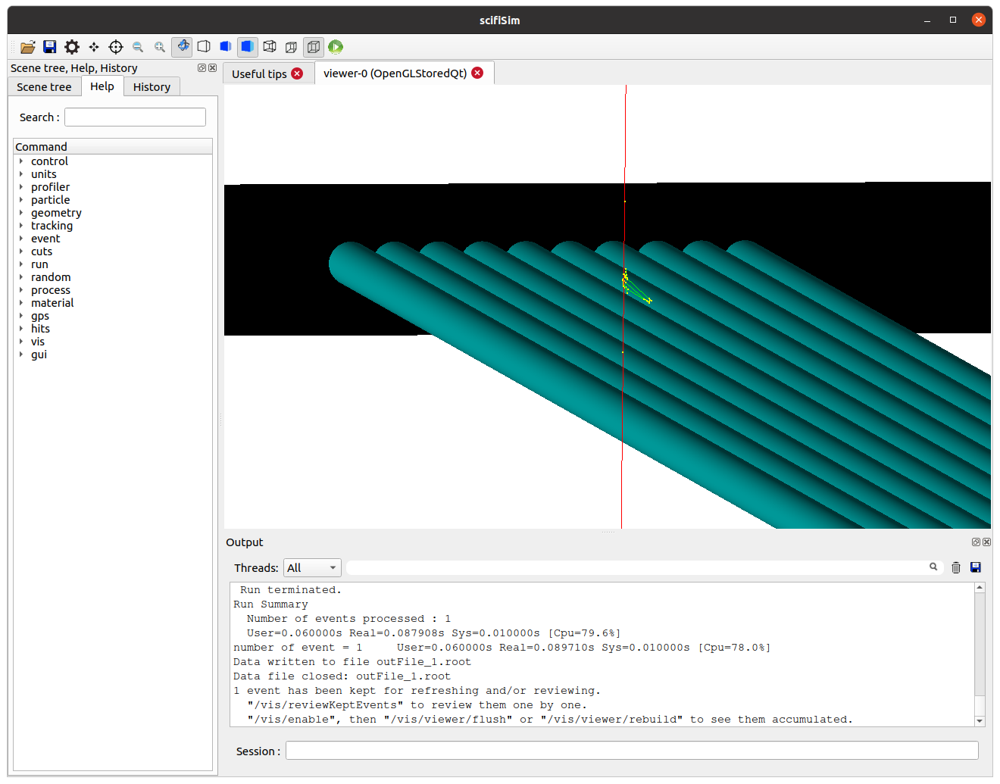 scifiSim
Scene tree, Help, History
Scene tree
Help
History
Search :
Command
control
units
profiler
particle
geometry
tracking
event
cuts
run
random
process
material
gps
hits
vis
gui
Useful tips
viewer-0 (OpenGLStoredQt)
Output
Threads: All
Run terminated.
Run Summary
Number of events processed : 1
User=0.060000s Real=0.087908s Sys=0.010000s [Cpu=79.6%]
number of event = 1 User=0.060000s Real=0.089710s Sys=0.010000s [Cpu=78.0%]
Data written to file outFile_1.root
Data file closed: outFile_1.root
1 event has been kept for refreshing and/or reviewing.
"/vis/reviewKeptEvents" to review them one by one.
"/vis/enable", then "/vis/viewer/flush" or "/vis/viewer/rebuild" to see them accumulated.
Session :